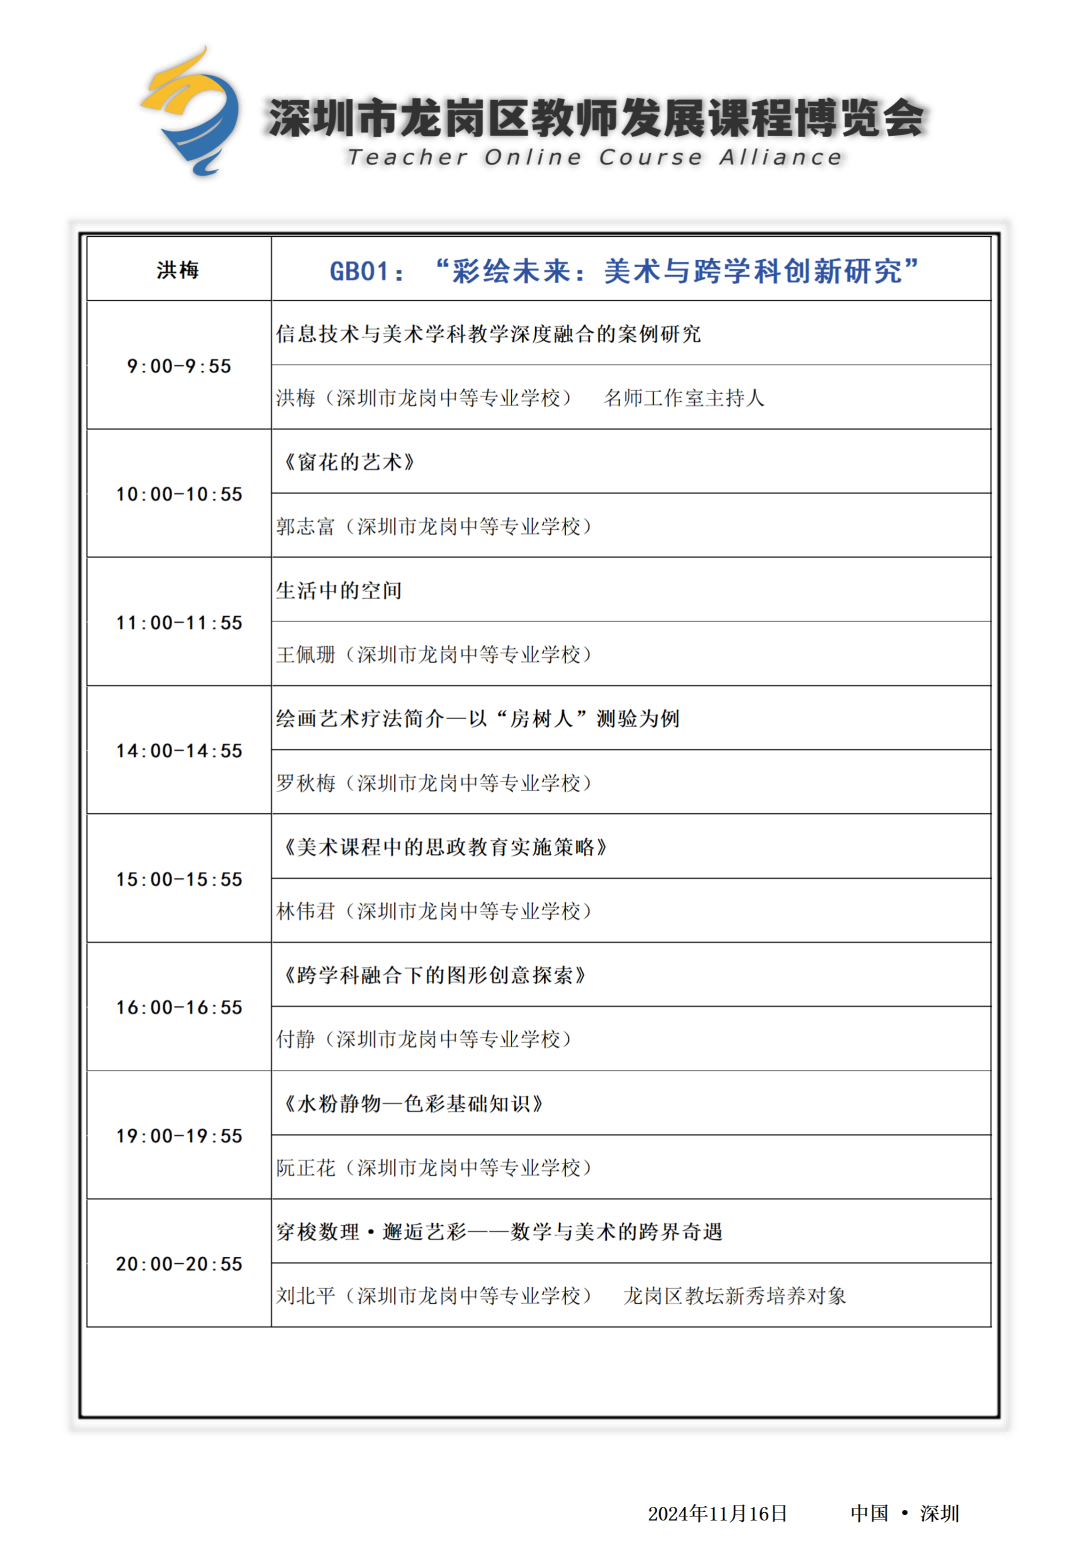 深圳市龙岗区教师发展课程博览会
Teacher Online Course Alliance
洪梅
GB01：“彩绘未来：美术与跨学科创新研究”
9:00-9:55
信息技术与美术学科教学深度融合的案例研究
洪梅（深圳市龙岗中等专业学校） 名师工作室主持人
10:00-10:55
《窗花的艺术》
郭志富（深圳市龙岗中等专业学校）
11:00-11:55
生活中的空间
王佩珊（深圳市龙岗中等专业学校）
14:00-14:55
绘画艺术疗法简介—以“房树人”测验为例
罗秋梅（深圳市龙岗中等专业学校）
15:00-15:55
《美术课程中的思政教育实施策略》
林伟君（深圳市龙岗中等专业学校）
16:00-16:55
《跨学科融合下的图形创意探索》
付静（深圳市龙岗中等专业学校）
19:00-19:55
《水粉静物—色彩基础知识》
阮正花（深圳市龙岗中等专业学校）
20:00-20:55
穿梭数理·邂逅艺彩——数学与美术的跨界奇遇
刘北平（深圳市龙岗中等专业学校） 龙岗区教坛新秀培养对象
2024年11月16日 中国·深圳